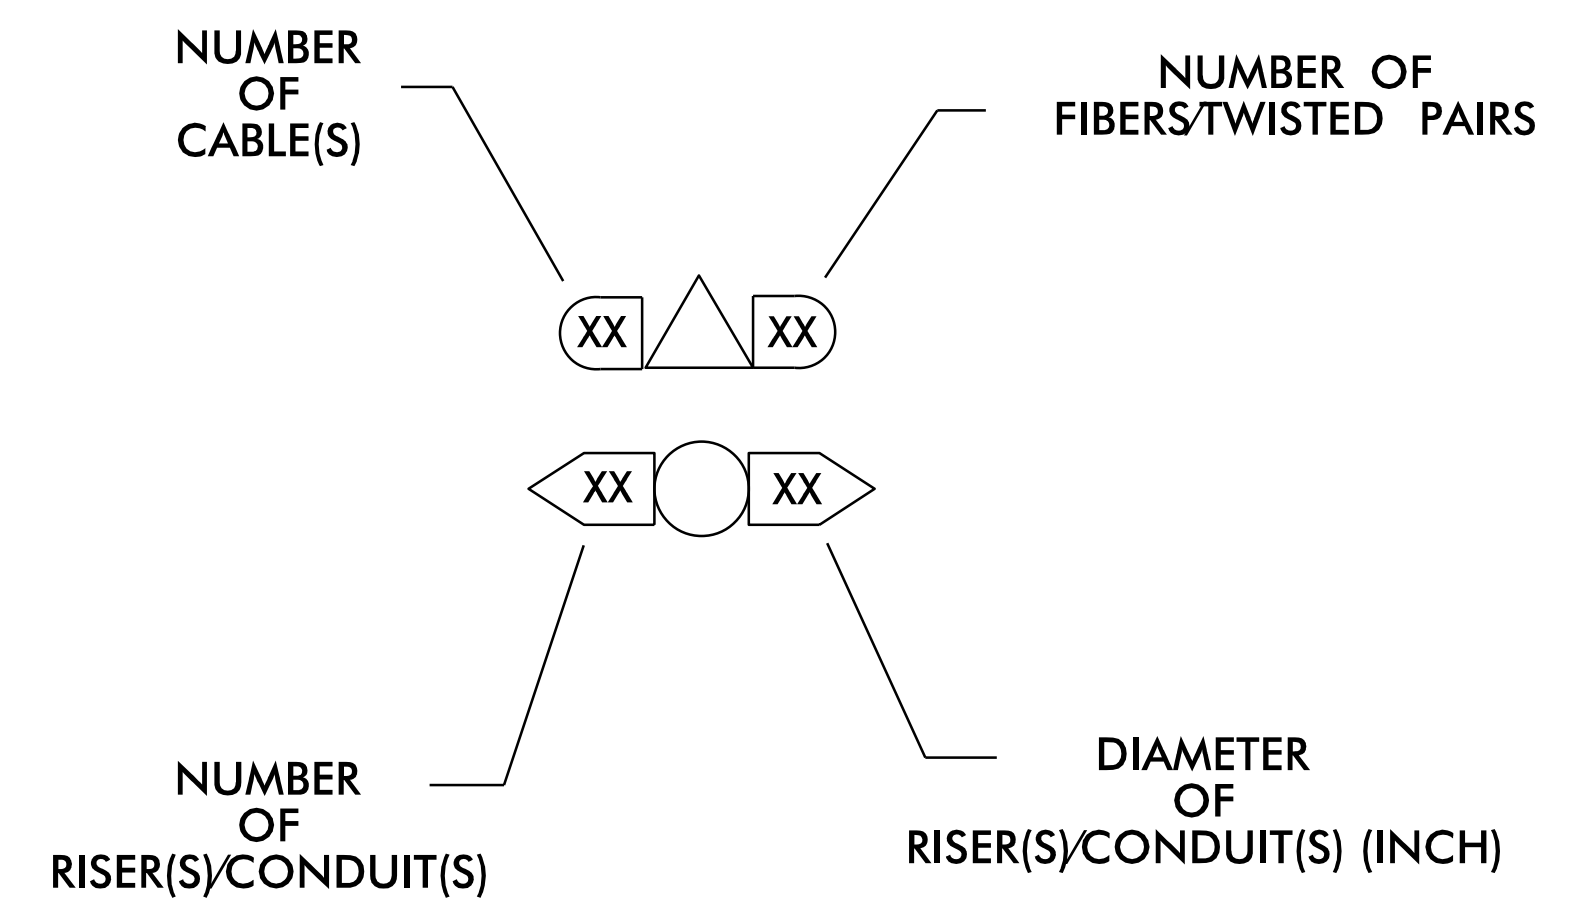 NUMBER
OF
CABLE(S)
NUMBER OF
FIBERS/TWISTED PAIRS
XX
XX
XX
XX
NUMBER
OF
RISER(S)/CONDUIT(S)
DIAMETER
OF
RISER(S)/CONDUIT(S) (INCH)